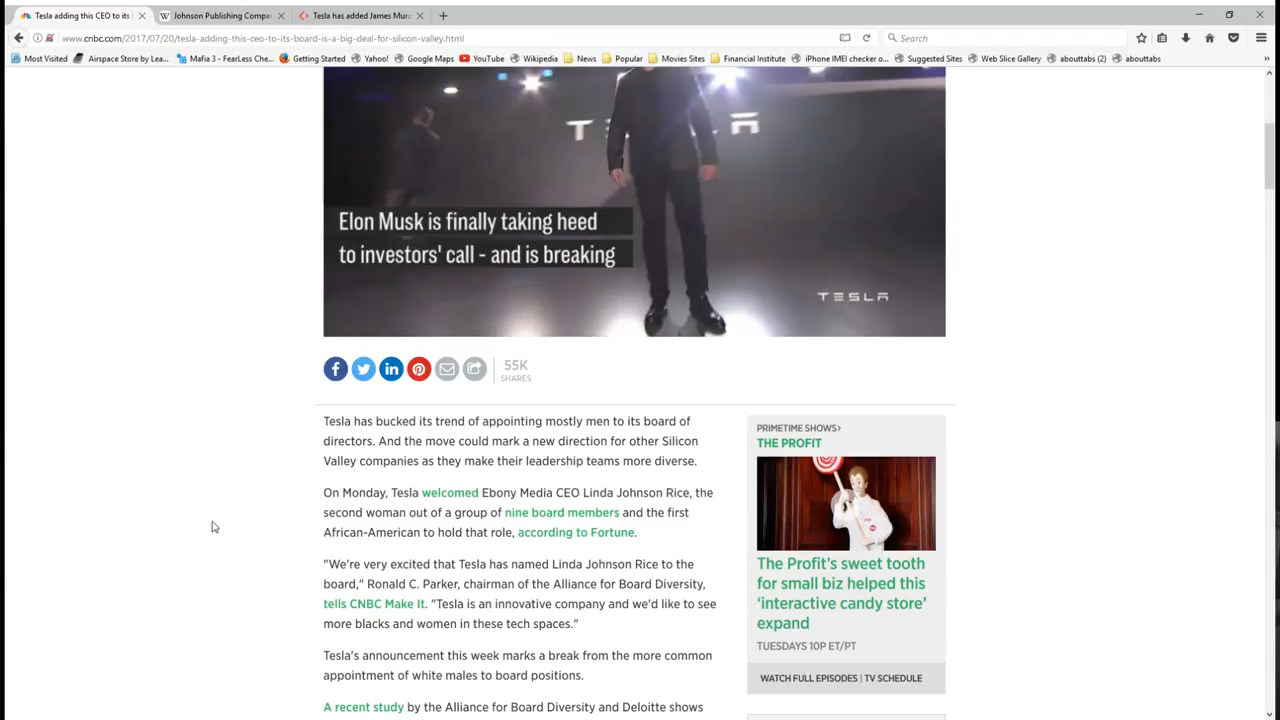 Tesla adding this CEO to its
Johnson Publishing Compa
Tesla has added James Mur
www.cnbc.com/2017/07/20/tesla-adding-this-ceo-to-its-board-is-a-big-deal-for-silicon-valley.html
Search
Most Visited
Airspace Store by Lea...
Mafia 3 - FearLess Che...
Getting Started
Yahoo!
Google Maps
YouTube
Wikipedia
News
Popular
Movies Sites
Financial Institute
iPhone IMEI checker o...
Suggested Sites
Web Slice Gallery
abouttabs (2)
abouttabs
T
Elon Musk is finally taking heed
to investors' call - and is breaking
TESLA
55K
SHARES
Tesla has bucked its trend of appointing mostly men to its board of
directors. And the move could mark a new direction for other Silicon
Valley companies as they make their leadership teams more diverse.
On Monday, Tesla welcomed Ebony Media CEO Linda Johnson Rice, the
second woman out of a group of nine board members and the first
African-American to hold that role, according to Fortune.
"We're very excited that Tesla has named Linda Johnson Rice to the
board," Ronald C. Parker, chairman of the Alliance for Board Diversity,
tells CNBC Make It. "Tesla is an innovative company and we'd like to see
more blacks and women in these tech spaces."
Tesla's announcement this week marks a break from the more common
appointment of white males to board positions.
A recent study by the Alliance for Board Diversity and Deloitte shows
PRIMETIME SHOWS›
THE PROFIT
The Profit's sweet tooth
for small biz helped this
‘interactive candy store’
expand
TUESDAYS 10P ET/PT
WATCH FULL EPISODES | TV SCHEDULE